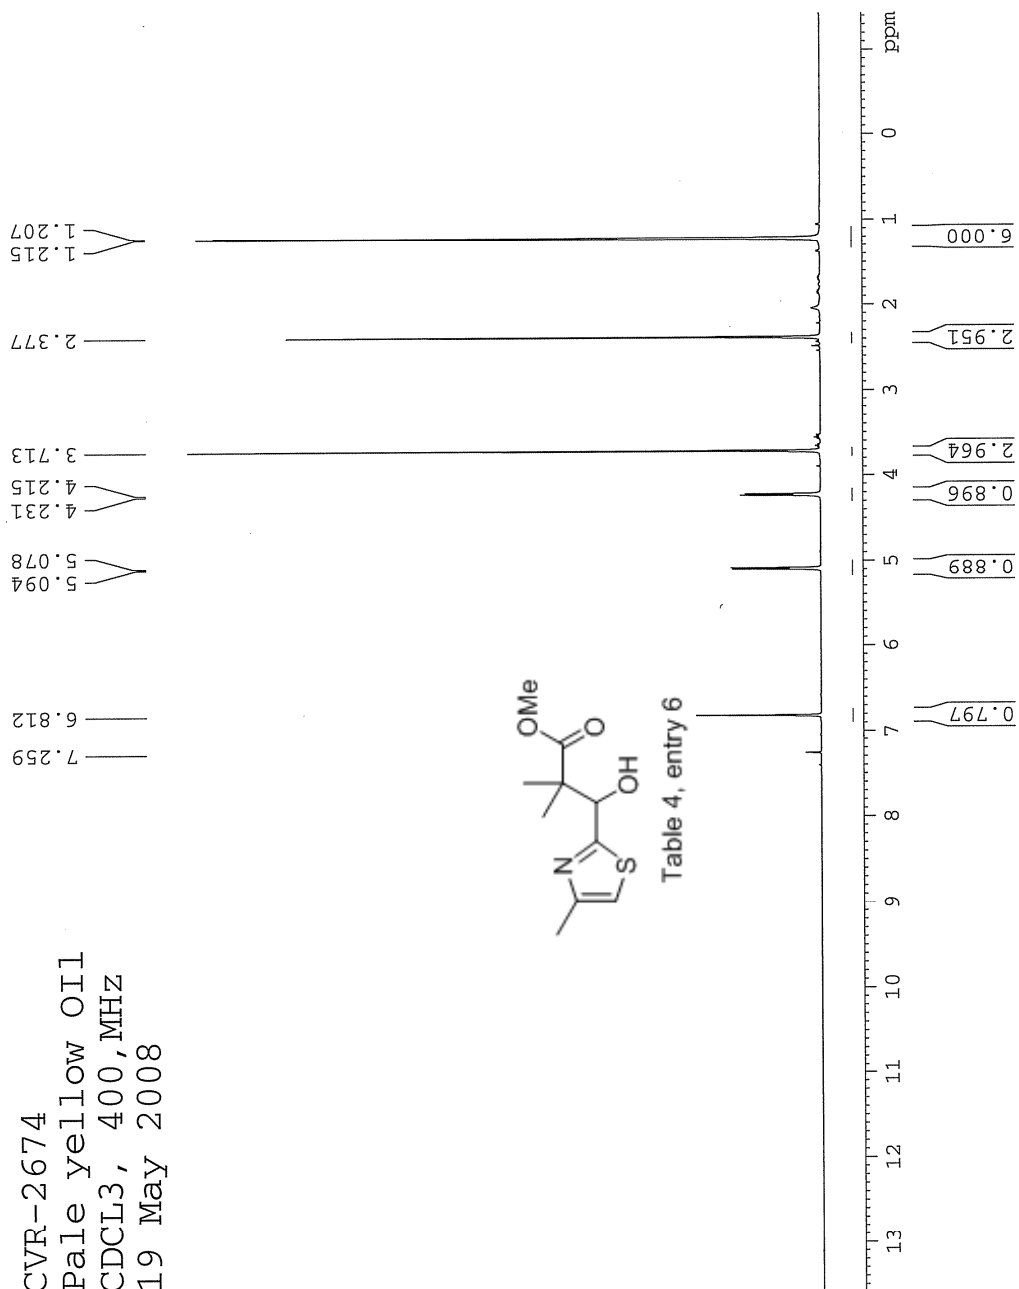 CVR-2674
Pale yellow OIl
CDCL3, 400,MHz
19 May 2008
7.259
6.812
5.094
5.078
4.231
4.215
3.713
2.377
1.215
1.207
OMe
O
OH
N
S
Table 4, entry 6
13 12 11 10 9 8 7 6 5 4 3 2 1 0 ppm
0.797
0.889
0.896
2.964
2.951
6.000